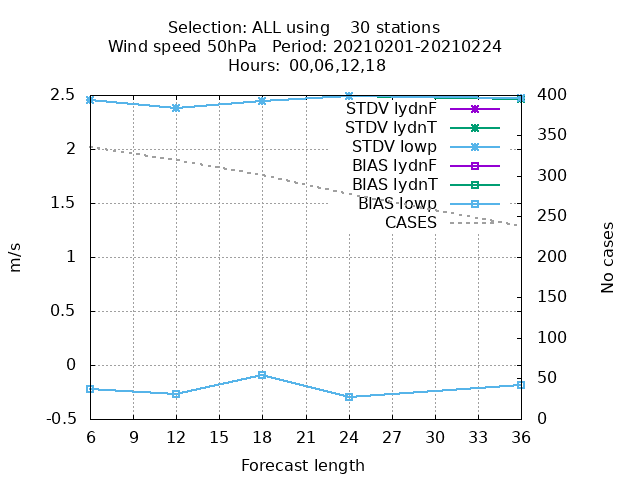 Selection: ALL using    30 stations
Wind speed 50hPa   Period: 20210201-20210224
Hours: 00,06,12,18
2.5
2
1.5
1
0.5
0
-0.5
m/s
400
350
300
250
200
150
100
50
0
No cases
STDV lydnF
STDV lydnT
STDV lowp
BIAS lydnF
BIAS lydnT
BIAS lowp
CASES
6 9 12 15 18 21 24 27 30 33 36
Forecast length